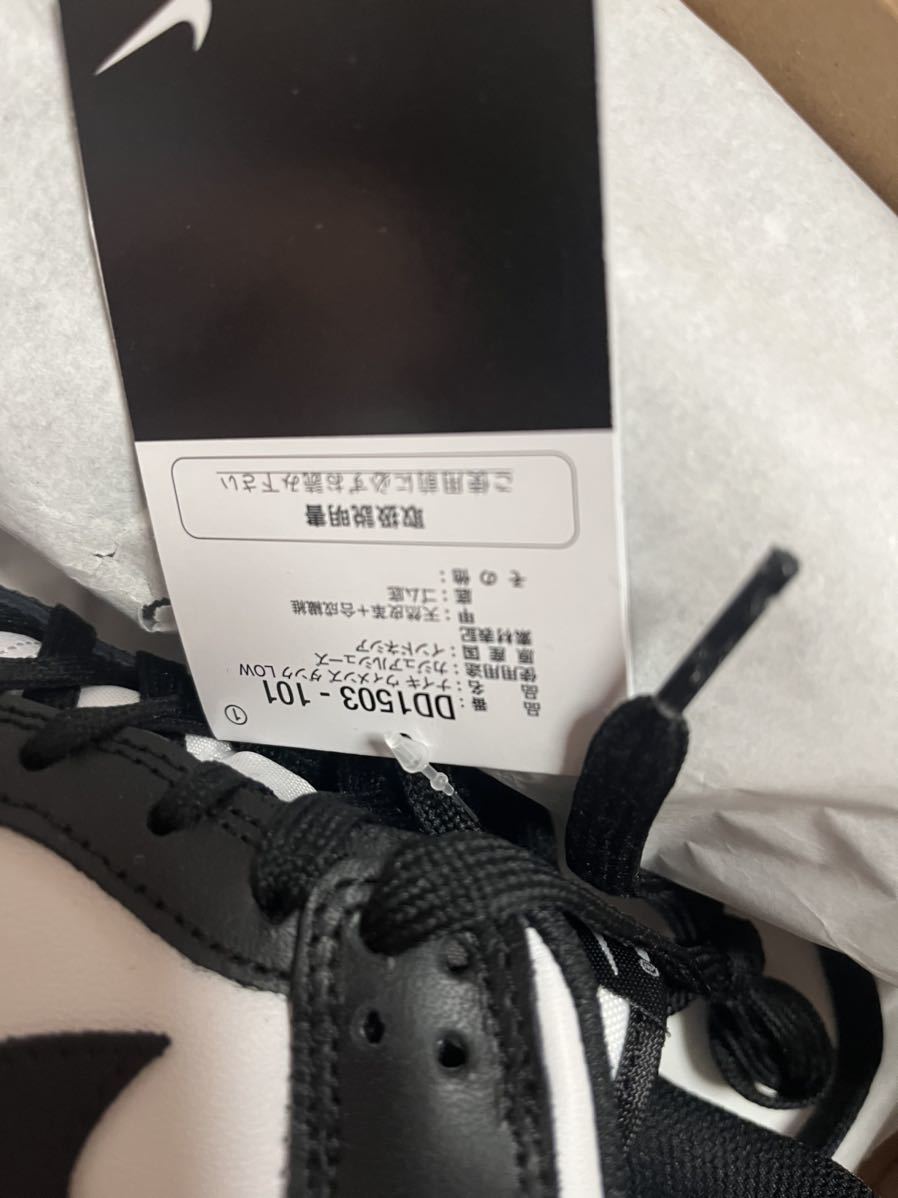 品番：DD1503 - 101 ①
品名：ナイキ ウィメンズ ダンク LOW
使用用途：カジュアルシューズ
原産国：インドネシア
素材表記
甲：天然皮革＋合成繊維
底：ゴム底
その他：
取扱説明書
ご使用前に必ずお読み下さい